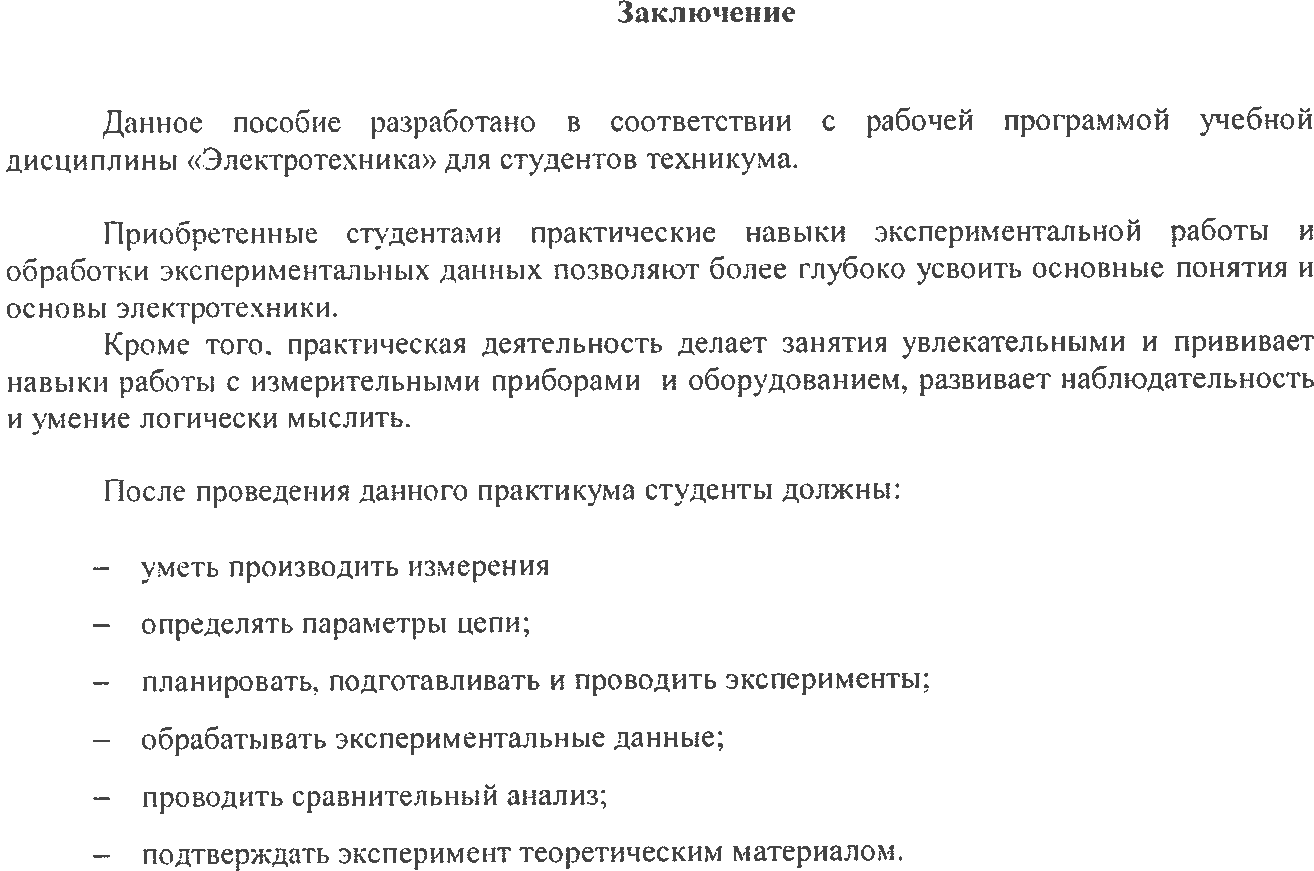 Заключение
Данное пособие разработано в соответствии с рабочей программой учебной
дисциплины «Электротехника» для студентов техникума.
Приобретенные студентами практические навыки экспериментальной работы и
обработки экспериментальных данных позволяют более глубоко усвоить основные понятия и
основы электротехники.
Кроме того, практическая деятельность делает занятия увлекательными и прививает
навыки работы с измерительными приборами и оборудованием, развивает наблюдательность
и умение логически мыслить.
После проведения данного практикума студенты должны:
– уметь производить измерения
– определять параметры цепи;
– планировать, подготавливать и проводить эксперименты;
– обрабатывать экспериментальные данные;
– проводить сравнительный анализ;
– подтверждать эксперимент теоретическим материалом.